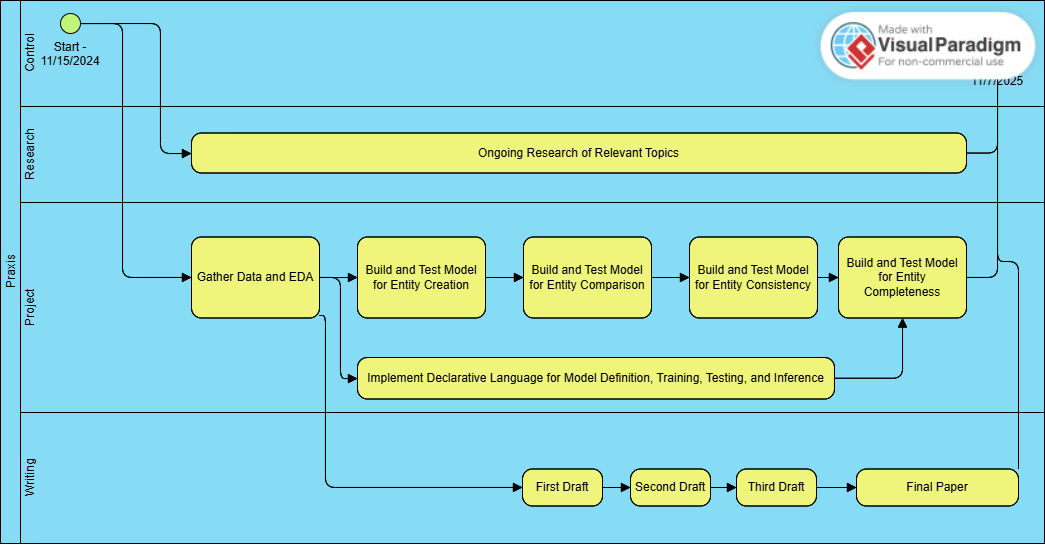 Praxis
Control
Start -
11/15/2024
Made with
VisualParadigm
For non-commercial use
11/7/2025
Research
Ongoing Research of Relevant Topics
Project
Gather Data and EDA
Build and Test Model
for Entity Creation
Build and Test Model
for Entity Comparison
Build and Test Model
for Entity Consistency
Build and Test Model
for Entity
Completeness
Implement Declarative Language for Model Definition, Training, Testing, and Inference
Writing
First Draft
Second Draft
Third Draft
Final Paper